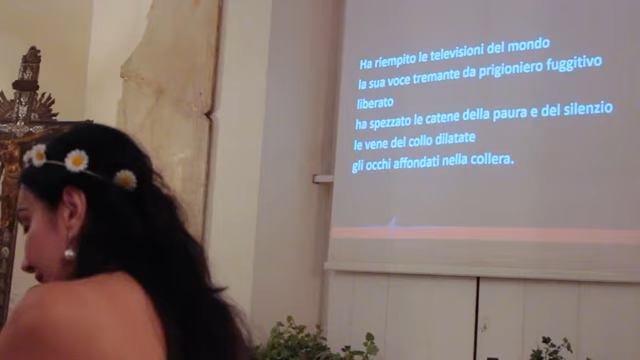 Ha riempito le televisioni del mondo
la sua voce tremante da prigioniero fuggitivo
liberato
ha spezzato le catene della paura e del silenzio
le vene del collo dilatate
gli occhi affondati nella collera.